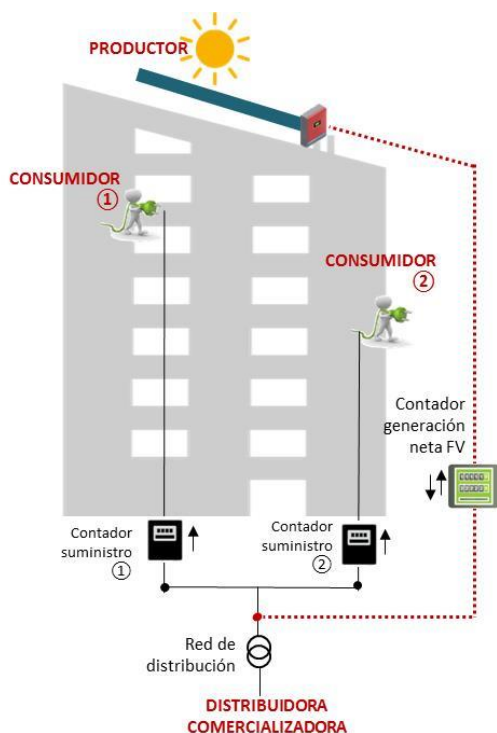 PRODUCTOR
CONSUMIDOR
①
CONSUMIDOR
②
Contador
generación
neta FV
Contador
suministro
①
Contador
suministro
②
Red de
distribución
DISTRIBUIDORA
COMERCIALIZADORA